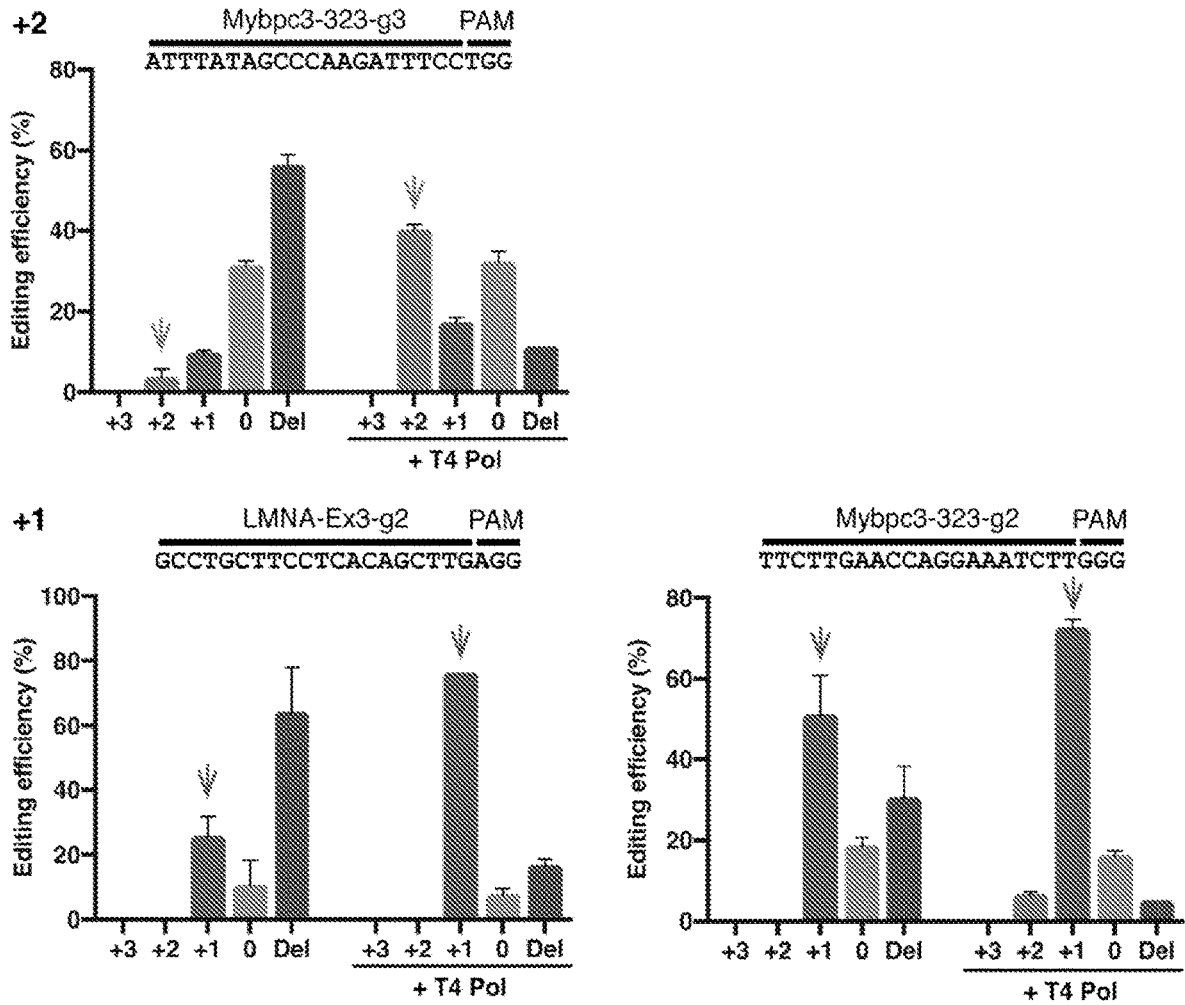 +2
Mybpc3-323-g3 PAM
ATTTATAGCCCAAGATTTCCTGG
Editing efficiency (%)
80
60
40
20
0
+3 +2 +1 0 Del +3 +2 +1 0 Del
+ T4 Pol
+1
LMNA-Ex3-g2 PAM
GCCTGCTTCCTCACAGCTTGAGG
Editing efficiency (%)
100
80
60
40
20
0
+3 +2 +1 0 Del +3 +2 +1 0 Del
+ T4 Pol
Mybpc3-323-g2 PAM
TTCTTGAACCAGGAAATCTTGGG
Editing efficiency (%)
80
60
40
20
0
+3 +2 +1 0 Del +3 +2 +1 0 Del
+ T4 Pol